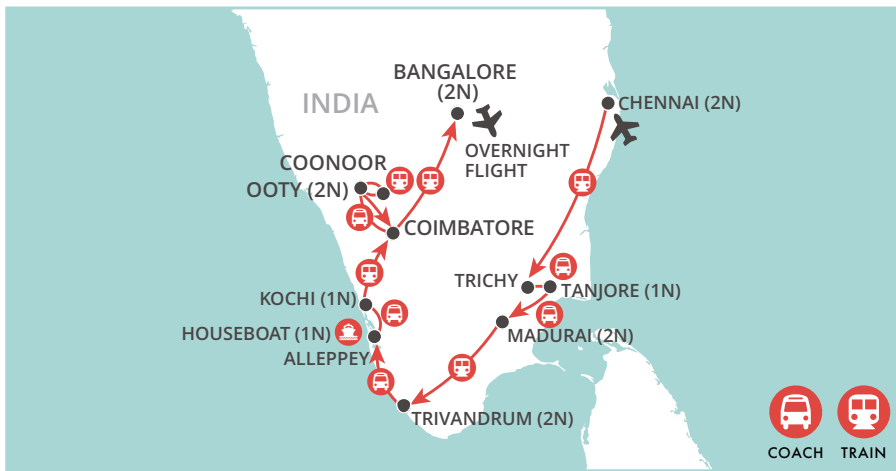 BANGALORE
(2N)
INDIA
CHENNAI (2N)
OVERNIGHT
FLIGHT
COONOOR
OOTY (2N)
COIMBATORE
TRICHY
TANJORE (1N)
KOCHI (1N)
HOUSEBOAT (1N)
ALLEPPEY
MADURAI (2N)
TRIVANDRUM (2N)
COACH TRAIN